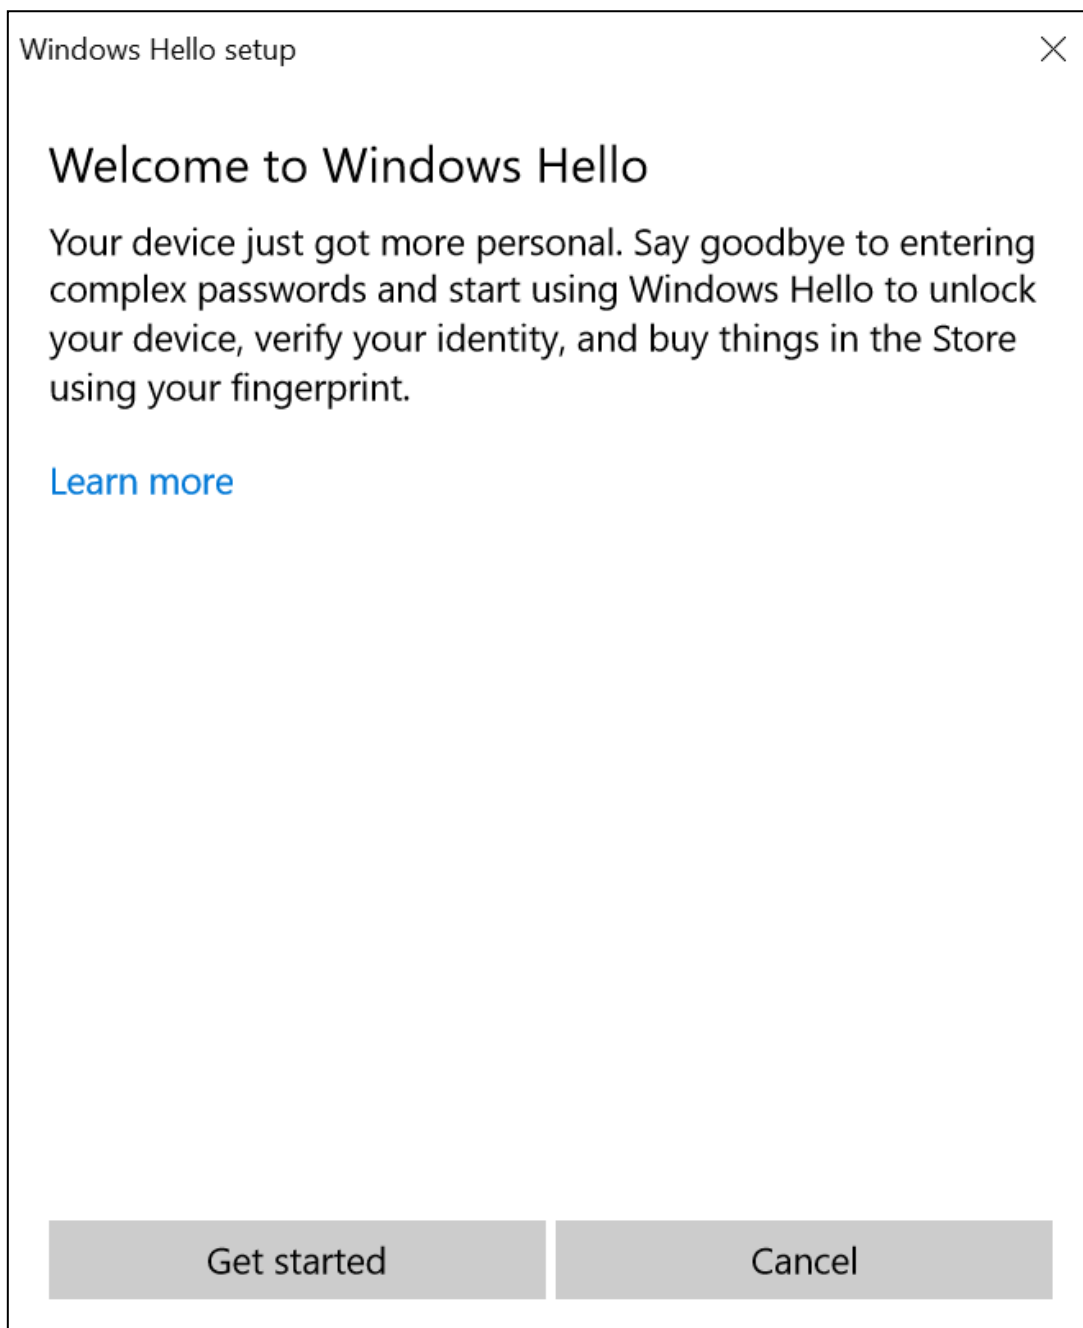 Windows Hello setup
Welcome to Windows Hello
Your device just got more personal. Say goodbye to entering
complex passwords and start using Windows Hello to unlock
your device, verify your identity, and buy things in the Store
using your fingerprint.
Learn more
Get started
Cancel